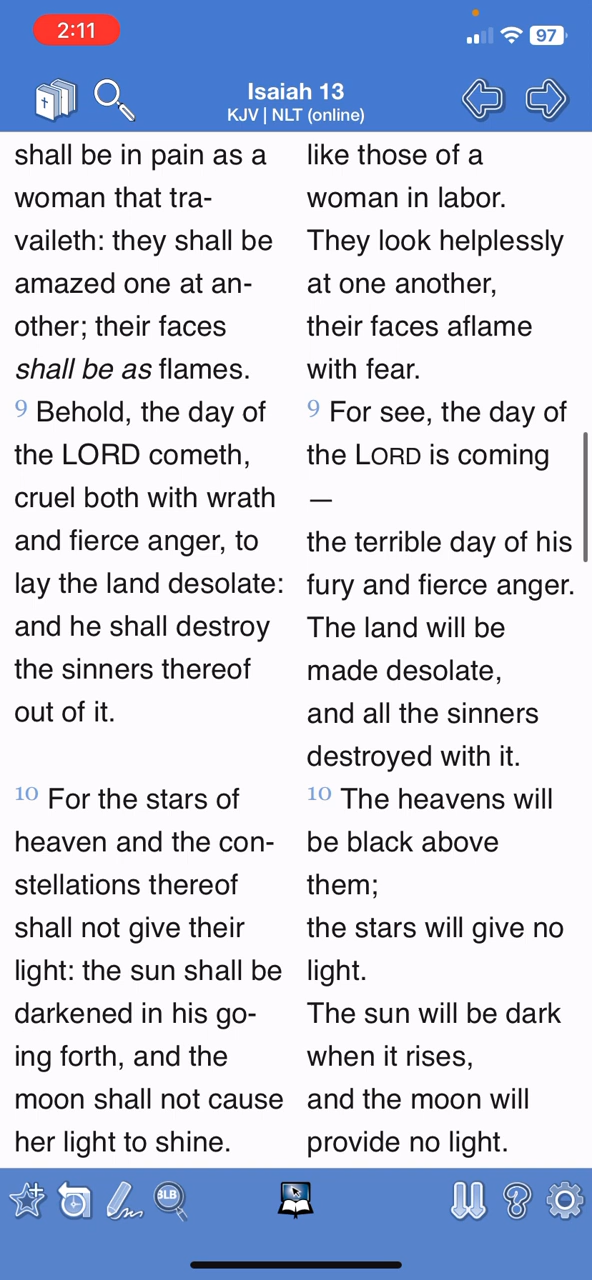 2:11
97
Isaiah 13
KJV | NLT (online)
shall be in pain as a
woman that tra-
vaileth: they shall be
amazed one at an-
other; their faces
shall be as flames.
9 Behold, the day of
the LORD cometh,
cruel both with wrath
and fierce anger, to
lay the land desolate:
and he shall destroy
the sinners thereof
out of it.
10 For the stars of
heaven and the con-
stellations thereof
shall not give their
light: the sun shall be
darkened in his go-
ing forth, and the
moon shall not cause
her light to shine.
like those of a
woman in labor.
They look helplessly
at one another,
their faces aflame
with fear.
9 For see, the day of
the LORD is coming
—
the terrible day of his
fury and fierce anger.
The land will be
made desolate,
and all the sinners
destroyed with it.
10 The heavens will
be black above
them;
the stars will give no
light.
The sun will be dark
when it rises,
and the moon will
provide no light.
BLB